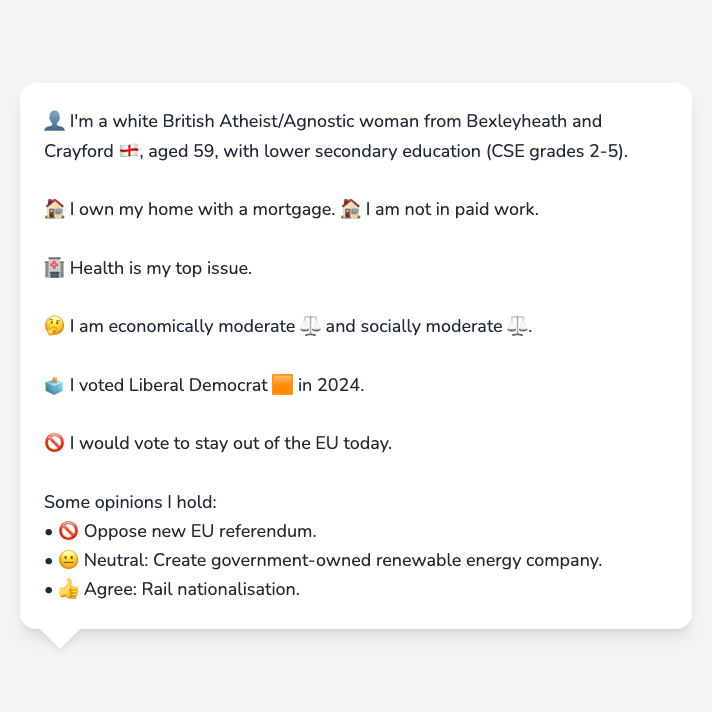 👤 I'm a white British Atheist/Agnostic woman from Bexleyheath and
Crayford 🏴󠁧󠁢󠁥󠁮󠁧󠁿, aged 59, with lower secondary education (CSE grades 2-5).
🏠 I own my home with a mortgage. 🏠 I am not in paid work.
🏥 Health is my top issue.
🤔 I am economically moderate ⚖️ and socially moderate ⚖️.
🗳️ I voted Liberal Democrat 🟧 in 2024.
🚫 I would vote to stay out of the EU today.
Some opinions I hold:
• 🚫 Oppose new EU referendum.
• 😐 Neutral: Create government-owned renewable energy company.
• 👍 Agree: Rail nationalisation.